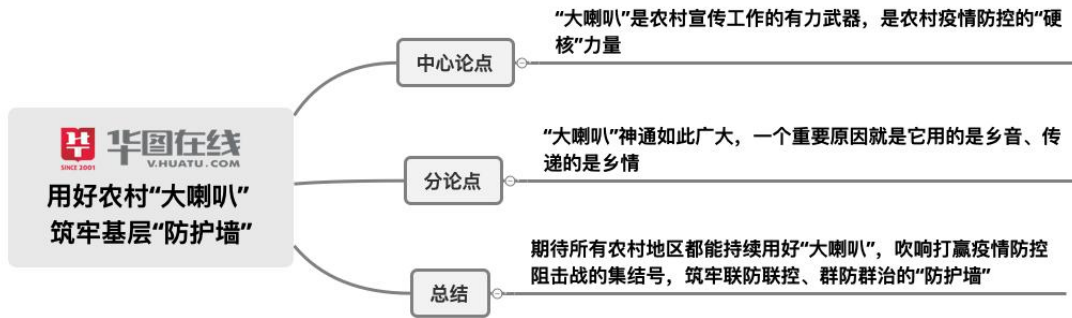 “大喇叭”是农村宣传工作的有力武器，是农村疫情防控的“硬
核”力量
中心论点
华图在线
SINCE 2001
V.HUATU.COM
用好农村“大喇叭”
筑牢基层“防护墙”
“大喇叭”神通如此广大，一个重要原因就是它用的是乡音、传
递的是乡情
分论点
期待所有农村地区都能持续用好“大喇叭”，吹响打赢疫情防控
阻击战的集结号，筑牢联防联控、群防群治的“防护墙”
总结